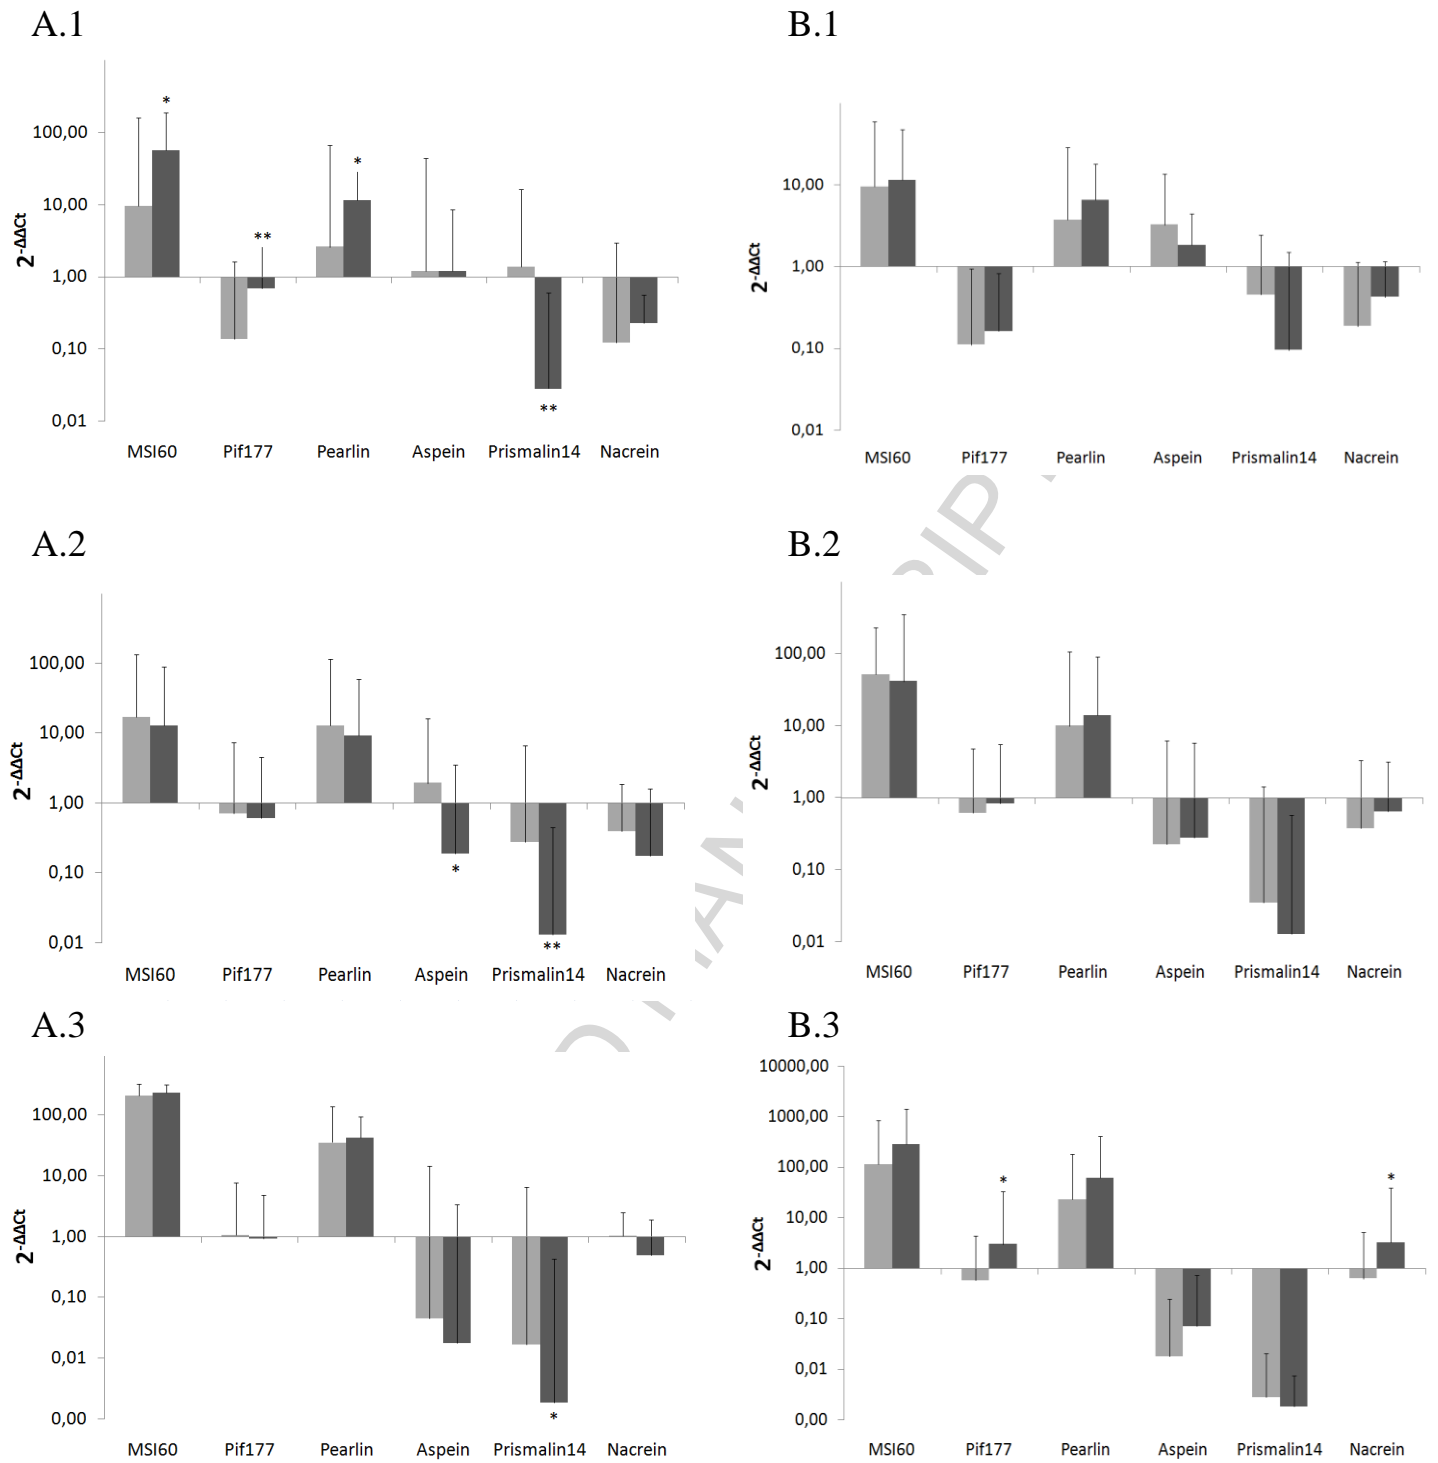 A.1
*
100,00
*
10,00
**
2^-ΔΔCt
1,00
0,10
**
0,01
MSI60 Pif177 Pearlin Aspein Prismalin14 Nacrein
B.1
10,00
2^-ΔΔCt
1,00
0,10
0,01
MSI60 Pif177 Pearlin Aspein Prismalin14 Nacrein
A.2
100,00
10,00
2^-ΔΔCt
1,00
0,10
*
0,01
**
MSI60 Pif177 Pearlin Aspein Prismalin14 Nacrein
B.2
100,00
10,00
2^-ΔΔCt
1,00
0,10
0,01
MSI60 Pif177 Pearlin Aspein Prismalin14 Nacrein
A.3
100,00
10,00
2^-ΔΔCt
1,00
0,10
0,01
0,00
*
MSI60 Pif177 Pearlin Aspein Prismalin14 Nacrein
B.3
10000,00
1000,00
100,00
* *
10,00
2^-ΔΔCt
1,00
0,10
0,01
0,00
MSI60 Pif177 Pearlin Aspein Prismalin14 Nacrein